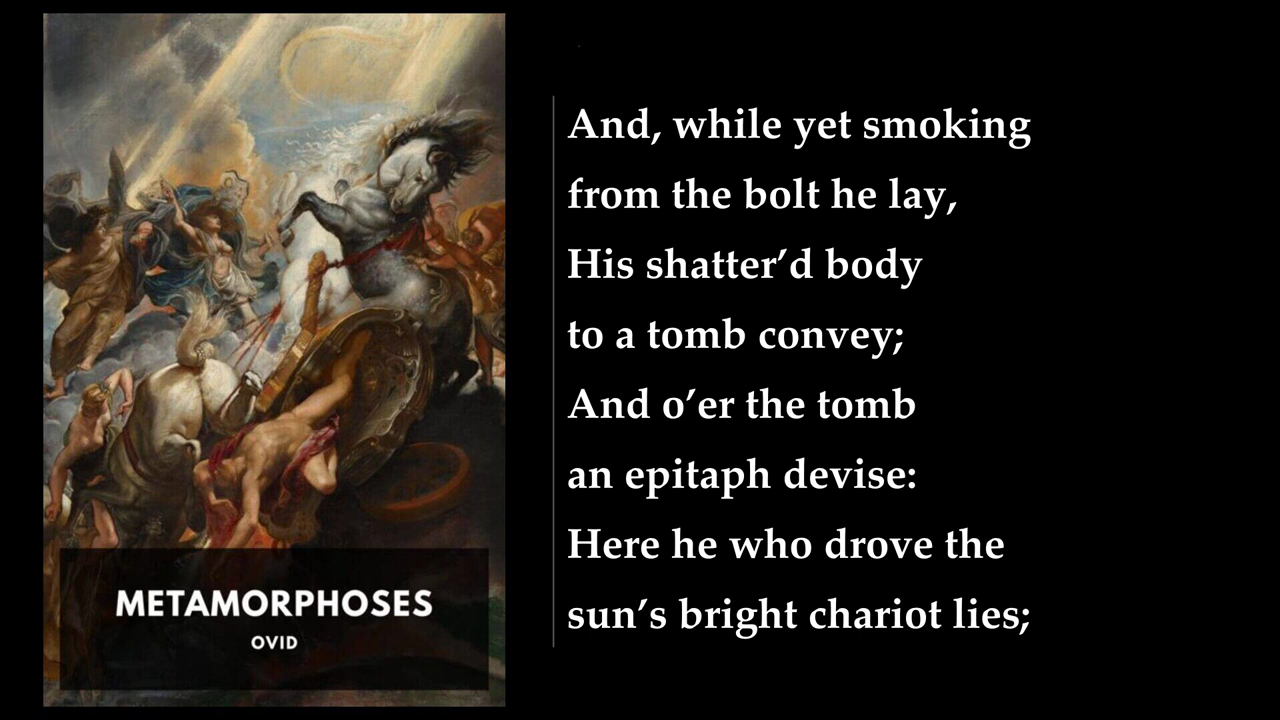 METAMORPHOSES
OVID
And, while yet smoking
from the bolt he lay,
His shatter’d body
to a tomb convey;
And o’er the tomb
an epitaph devise:
Here he who drove the
sun’s bright chariot lies;